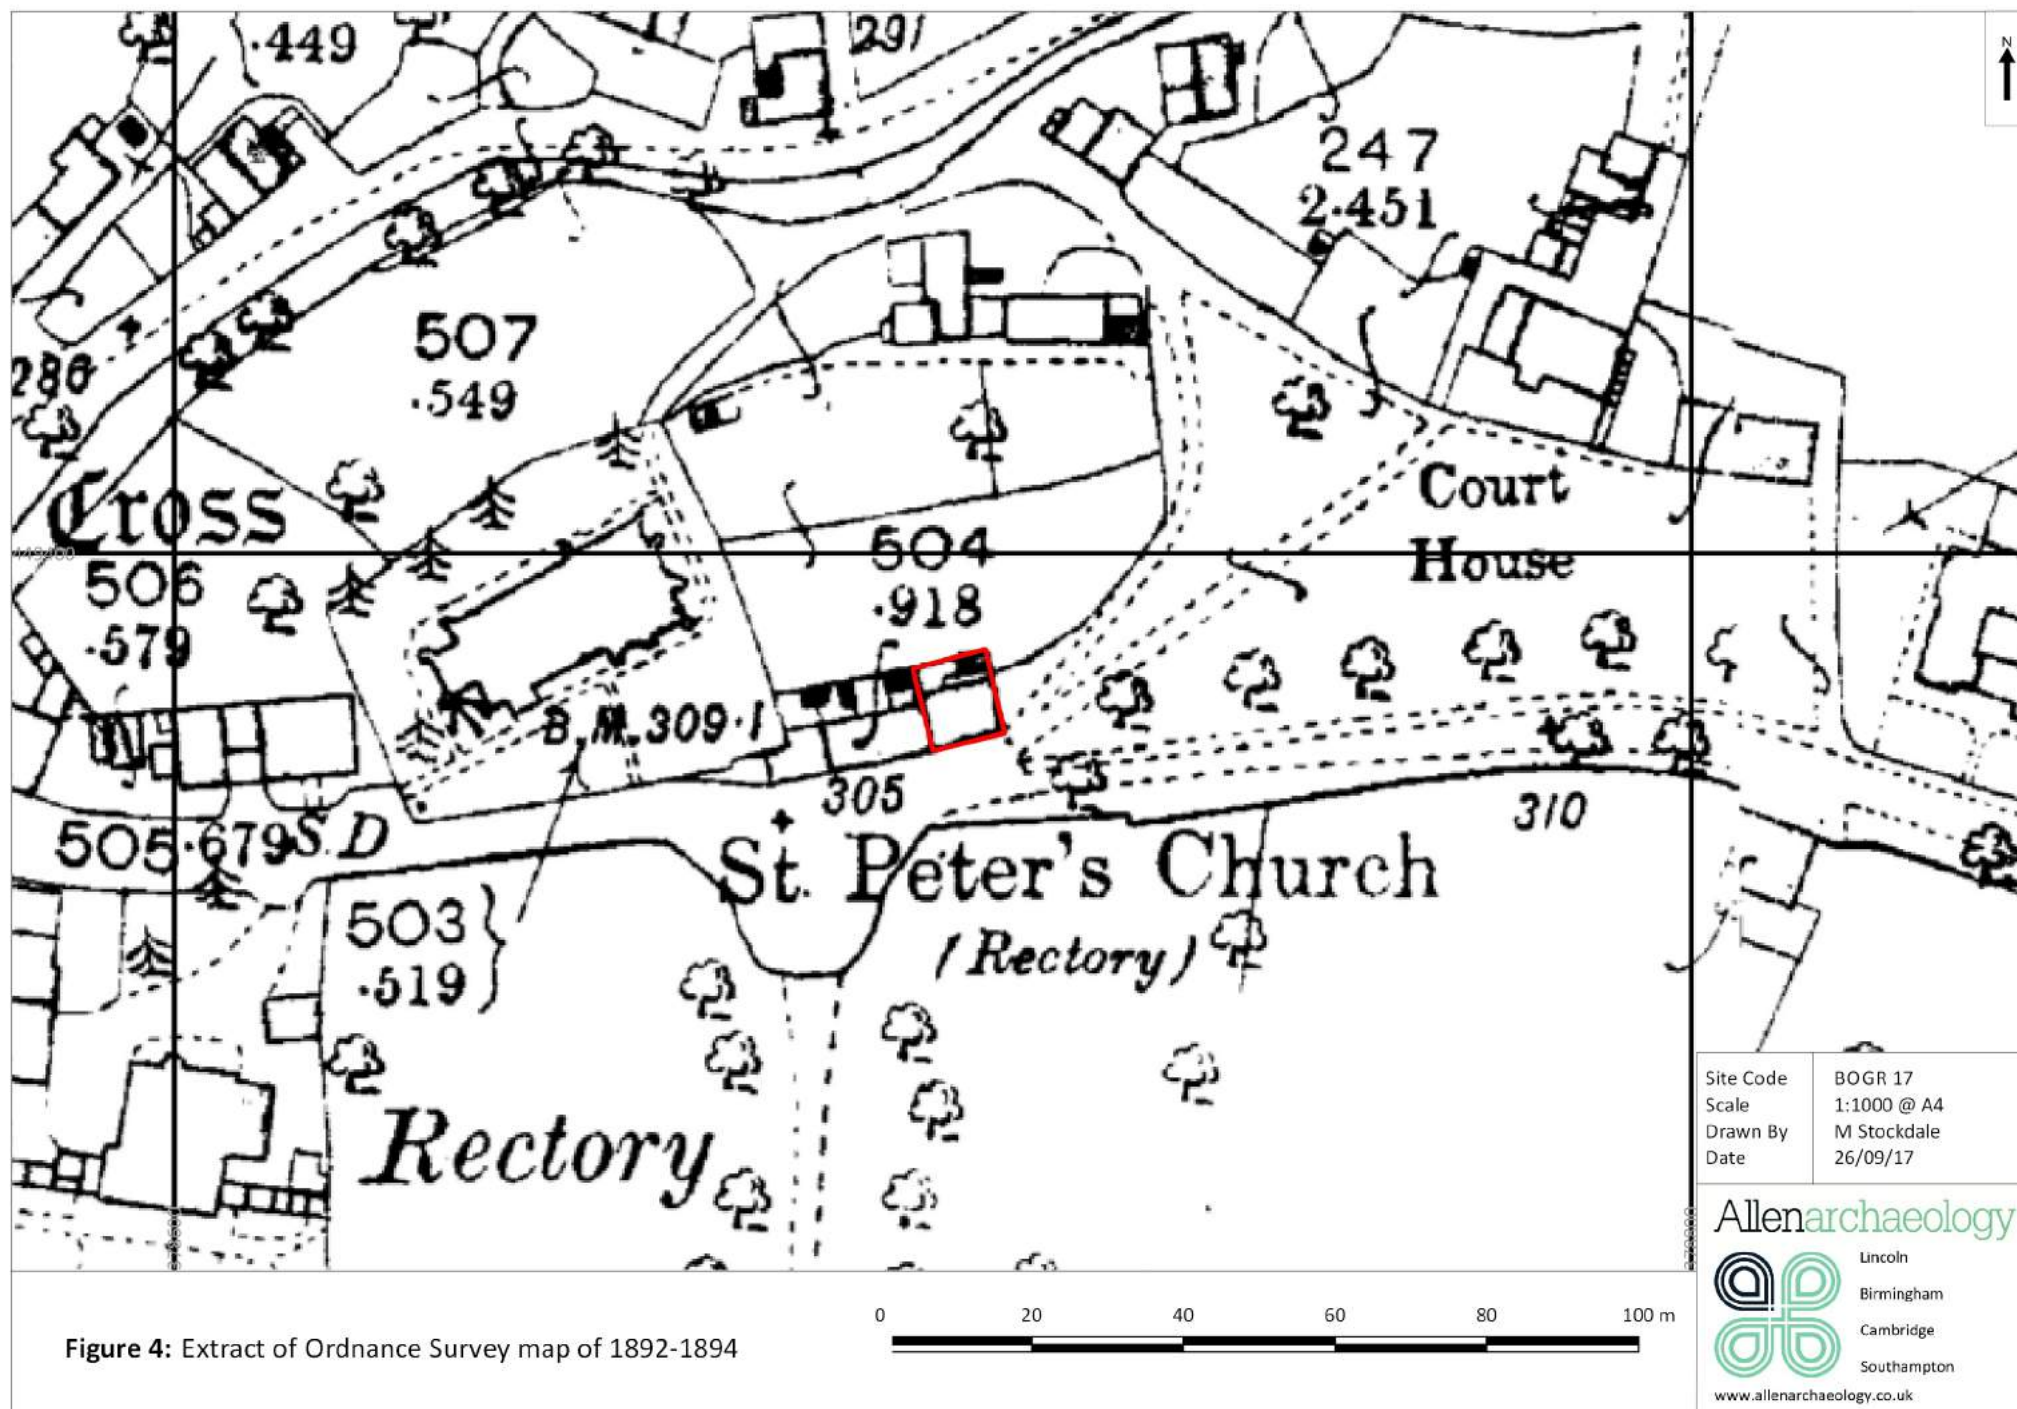 .449
291
N
247
2.451
507
.549
286
Cross
Court
House
504
.918
506
.579
B.M.309.1
305
310
505.679
S.D
St. Peter's Church
(Rectory)
503
.519
Rectory
Site Code BOGR 17
Scale 1:1000 @ A4
Drawn By M Stockdale
Date 26/09/17
Allenarchaeology
Lincoln
Birmingham
Cambridge
Southampton
www.allenarchaeology.co.uk
0 20 40 60 80 100 m
Figure 4: Extract of Ordnance Survey map of 1892-1894